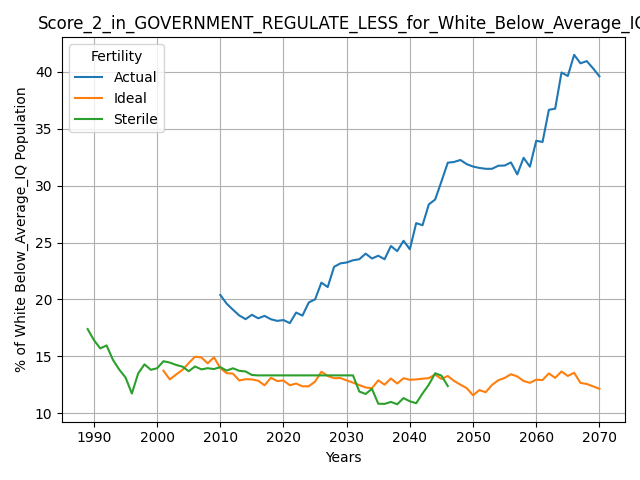 Score_2_in_GOVERNMENT_REGULATE_LESS_for_White_Below_Average_IQ
Fertility
Actual
Ideal
Sterile
% of White Below_Average_IQ Population
40
35
30
25
20
15
10
1990 2000 2010 2020 2030 2040 2050 2060 2070
Years